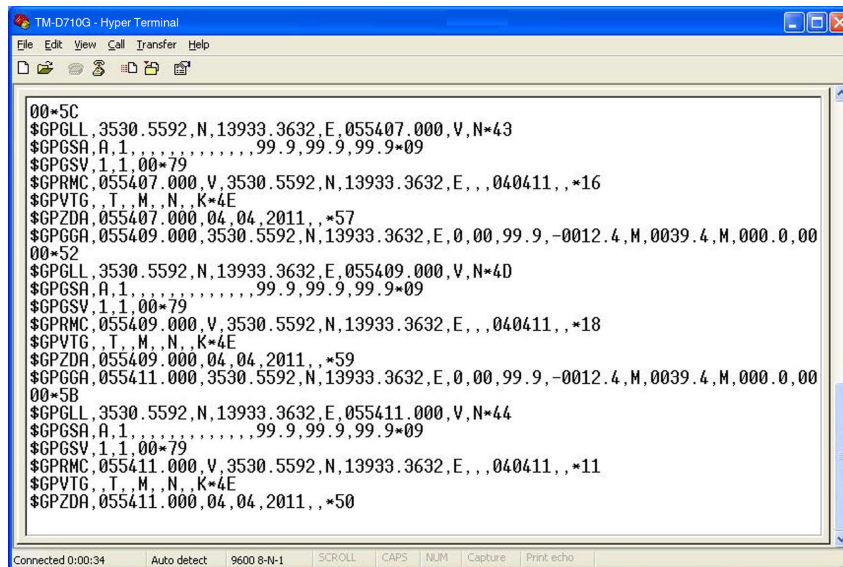 TM-D710G - Hyper Terminal
File Edit View Call Transfer Help
00*5C
$GPGLL,3530.5592,N,13933.3632,E,055407.000,V,N*43
$GPGSA,A,1,,,,,,,,,,,,,99.9,99.9,99.9*09
$GPGSV,1,1,00*79
$GPRMC,055407.000,V,3530.5592,N,13933.3632,E,,,040411,,*16
$GPVTG,,T,,M,,N,,K*4E
$GPZDA,055407.000,04,04,2011,,*57
$GPGGA,055409.000,3530.5592,N,13933.3632,E,0,00,99.9,-0012.4,M,0039.4,M,000.0,00
00*52
$GPGLL,3530.5592,N,13933.3632,E,055409.000,V,N*4D
$GPGSA,A,1,,,,,,,,,,,,,99.9,99.9,99.9*09
$GPGSV,1,1,00*79
$GPRMC,055409.000,V,3530.5592,N,13933.3632,E,,,040411,,*18
$GPVTG,,T,,M,,N,,K*4E
$GPZDA,055409.000,04,04,2011,,*59
$GPGGA,055411.000,3530.5592,N,13933.3632,E,0,00,99.9,-0012.4,M,0039.4,M,000.0,00
00*5B
$GPGLL,3530.5592,N,13933.3632,E,055411.000,V,N*44
$GPGSA,A,1,,,,,,,,,,,,,99.9,99.9,99.9*09
$GPGSV,1,1,00*79
$GPRMC,055411.000,V,3530.5592,N,13933.3632,E,,,040411,,*11
$GPVTG,,T,,M,,N,,K*4E
$GPZDA,055411.000,04,04,2011,,*50
Connected 0:00:34 Auto detect 9600 8-N-1 SCROLL CAPS NUM Capture Print echo